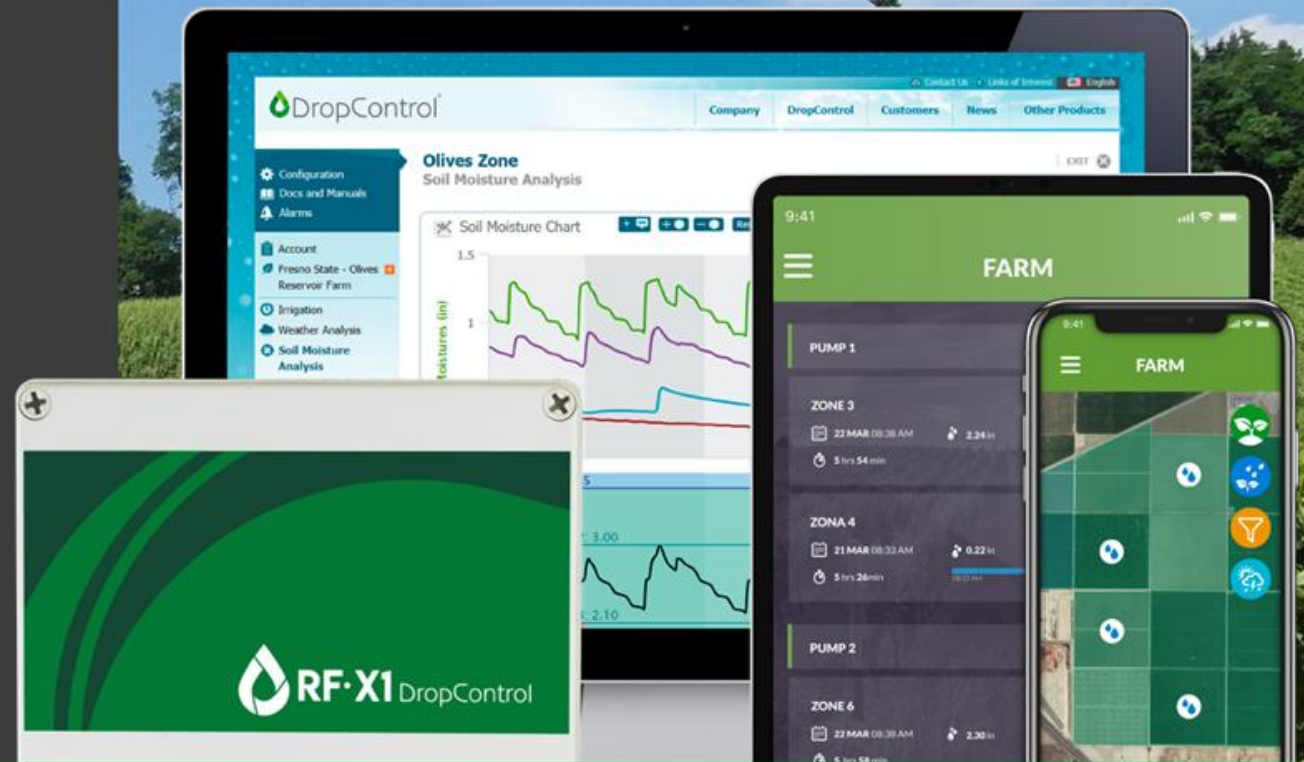 Contact Us
Links of Interest
English
DropControl
Company
DropControl
Customers
News
Other Products
Configuration
Docs and Manuals
Alarms
Account
Fresno State - Olives
Reservoir Farm
Irrigation
Weather Analysis
Soil Moisture
Analysis
Olives Zone
EXIT
Soil Moisture Analysis
Soil Moisture Chart
1.5
1
Moistures (in)
3.00
2.10
RF·X1 DropControl
9:41
FARM
PUMP 1
ZONE 3
22 MAR 08:38 AM
2.24 in
5 hrs 54 min
ZONA 4
21 MAR 08:33 AM
0.22 in
5 hrs 26min
PUMP 2
ZONE 6
22 MAR 08:38 AM
2.30 in
5 hrs 58 min
9:41
FARM